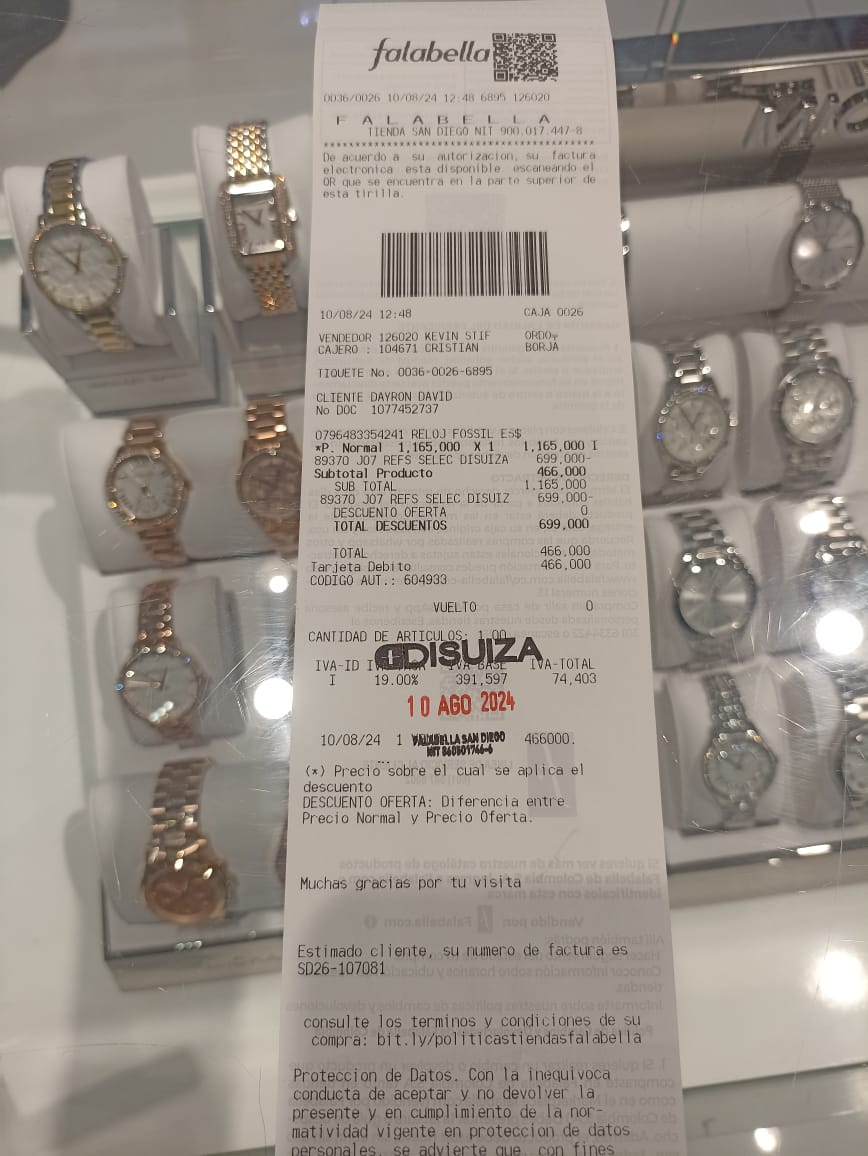 falabella
0036/0026 10/08/24 12:48 6895 126020
F A L A B E L L A
TIENDA SAN DIEGO NIT 900.017.447-8
******************************************
De acuerdo a su autorizacion, su factura
electronica esta disponible escaneando el
QR que se encuentra en la parte superior de
esta tirilla.
10/08/24 12:48 CAJA 0026
VENDEDOR 126020 KEVIN STIF
CAJERO : 104671 CRISTIAN BORJA
TIQUETE No. 0036-0026-6895
CLIENTE DAYRON DAVID
No DOC 1077452737
0796483354241 RELOJ FOSSIL ES$
*P. Normal 1,165,000 X 1 1,165,000 I
89370 J07 REFS SELEC DISUIZA 699,000-
Subtotal Producto 466,000
SUB TOTAL 1.165,000
89370 J07 REFS SELEC DISUIZ 699,000-
DESCUENTO OFERTA 0
TOTAL DESCUENTOS 699,000
TOTAL 466,000
Tarjeta Debito 466,000
CODIGO AUT.: 604933
VUELTO 0
CANTIDAD DE ARTICULOS: 1.00
DISUIZA
IVA-ID IVA-BASE IVA-TOTAL
I 19.00% 391,597 74,403
10 AGO 2024
10/08/24 1 466000.
SAN DIEGO
(*) Precio sobre el cual se aplica el
descuento
DESCUENTO OFERTA: Diferencia entre
Precio Normal y Precio Oferta.
Muchas gracias por tu visita
Estimado cliente, su numero de factura es
SD26-107081
consulte los terminos y condiciones de su
compra: bit.ly/politicastiendasfalabella
Proteccion de Datos. Con la inequivoca
conducta de aceptar y no devolver la
presente y en cumplimiento de la nor-
matividad vigente en proteccion de datos
personales, se advierte que, con fines